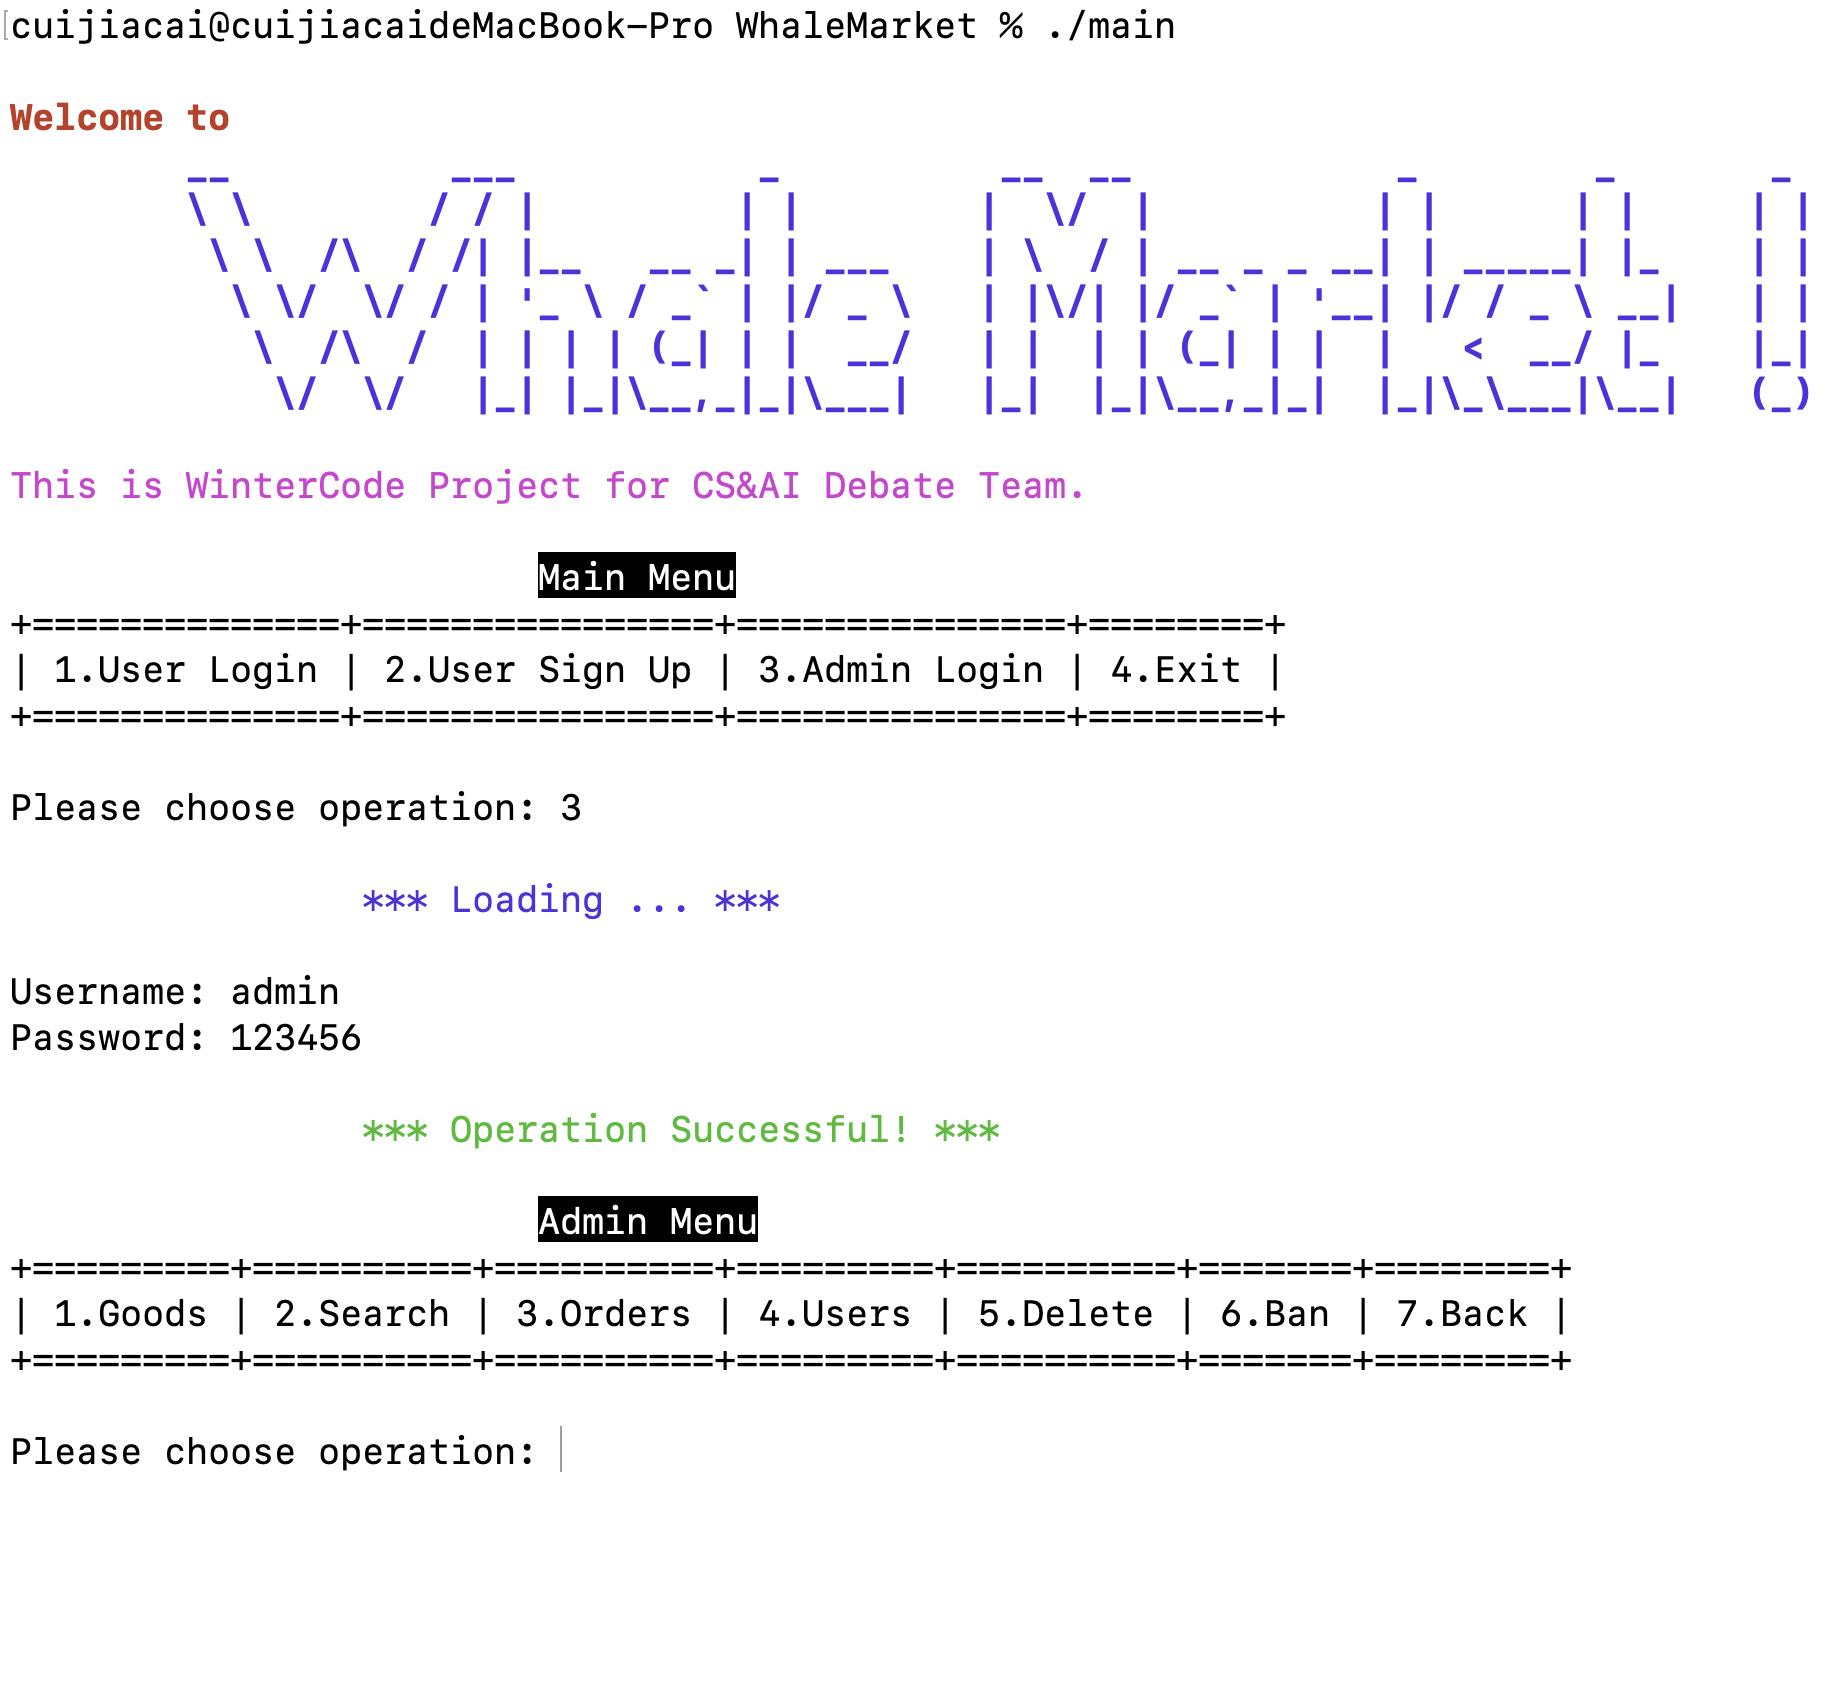 cuijiacai@cuijiacaideMacBook-Pro WhaleMarket % ./main
Welcome to
Whale Market !
This is WinterCode Project for CS&AI Debate Team.
Main Menu
+==============+================+===============+========+
| 1.User Login | 2.User Sign Up | 3.Admin Login | 4.Exit |
+==============+================+===============+========+
Please choose operation: 3
*** Loading ... ***
Username: admin
Password: 123456
*** Operation Successful! ***
Admin Menu
+=========+==========+==========+=========+==========+=======+========+
| 1.Goods | 2.Search | 3.Orders | 4.Users | 5.Delete | 6.Ban | 7.Back |
+=========+==========+==========+=========+==========+=======+========+
Please choose operation: